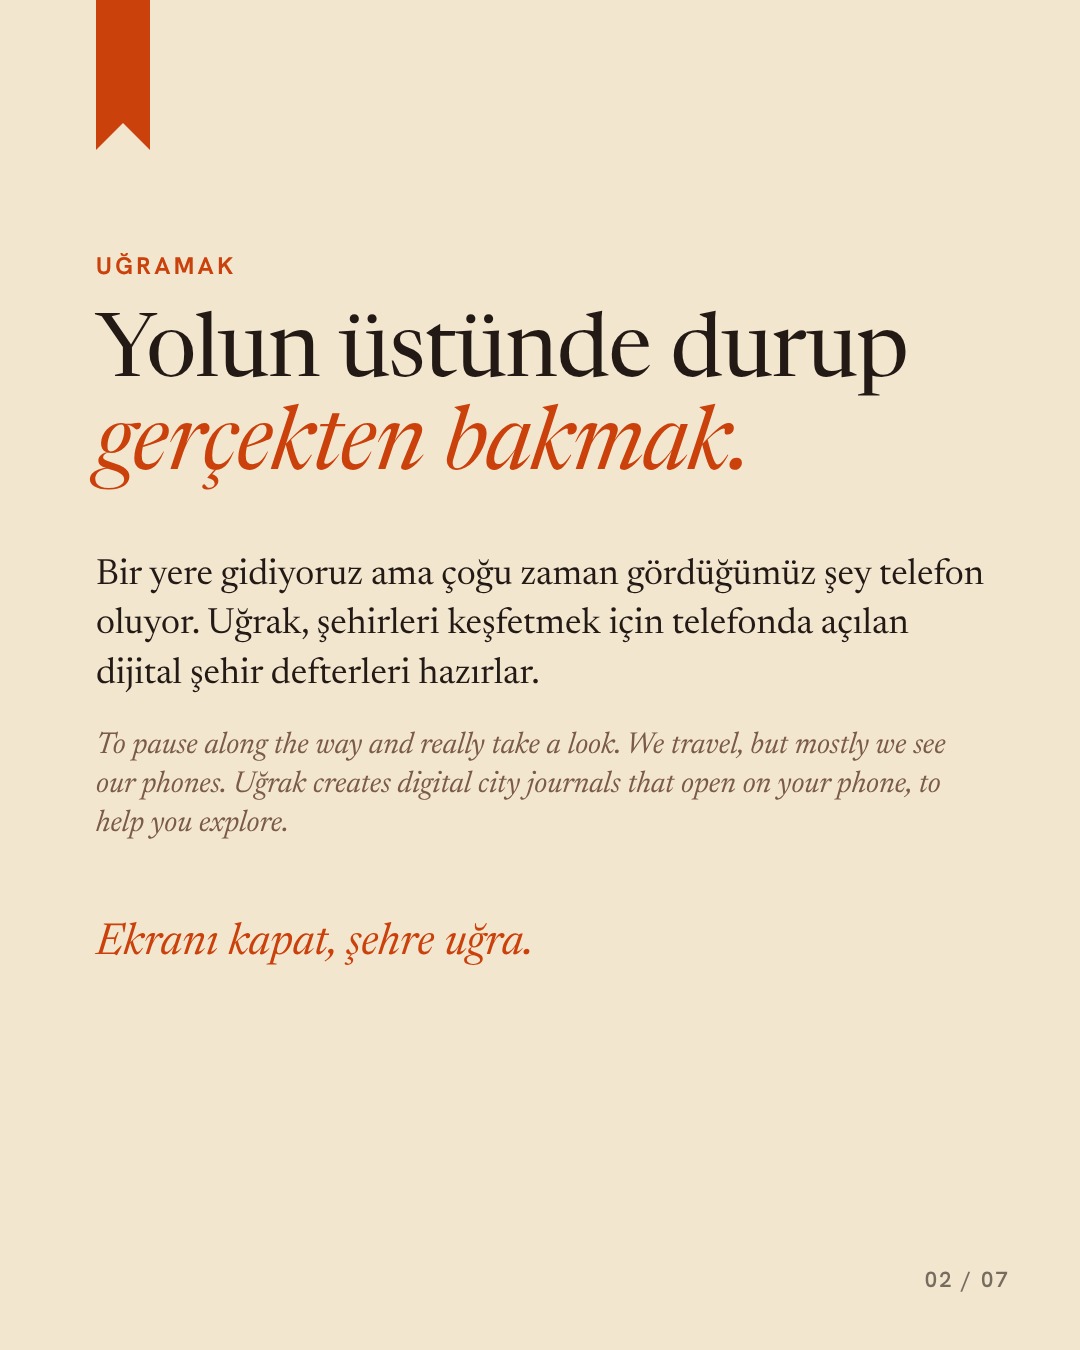 UĞRAMAK
Yolun üstünde durup
gerçekten bakmak.
Bir yere gidiyoruz ama çoğu zaman gördüğümüz şey telefon
oluyor. Uğrak, şehirleri keşfetmek için telefonda açılan
dijital şehir defterleri hazırlar.
To pause along the way and really take a look. We travel, but mostly we see
our phones. Uğrak creates digital city journals that open on your phone, to
help you explore.
Ekranı kapat, şehre uğra.
02 / 07